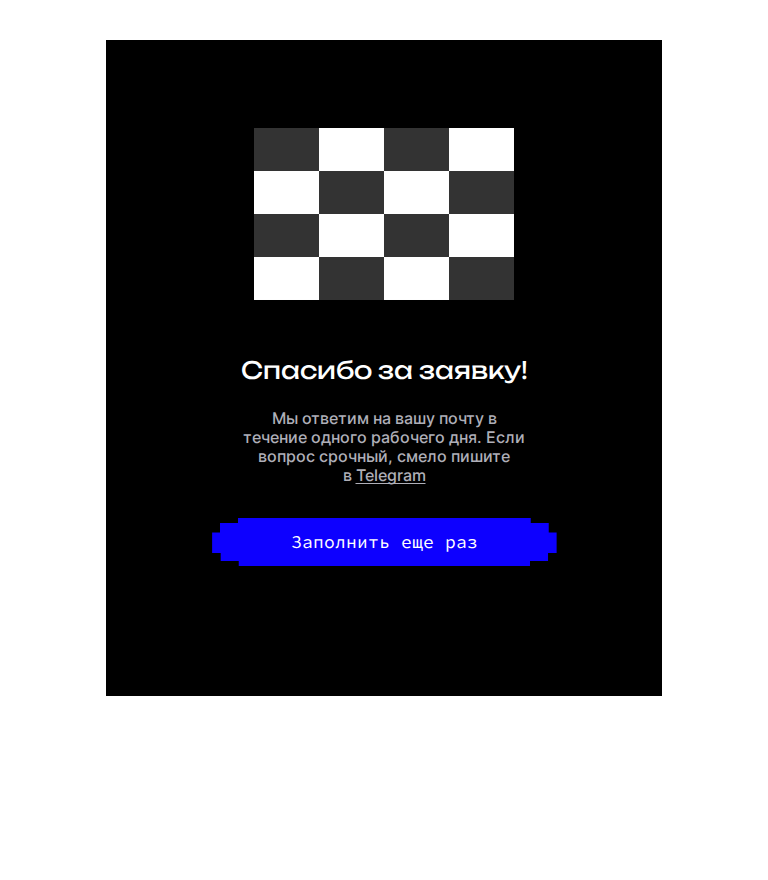 Спасибо за заявку!
Мы ответим на вашу почту в
течение одного рабочего дня. Если
вопрос срочный, смело пишите
в Telegram
Заполнить еще раз